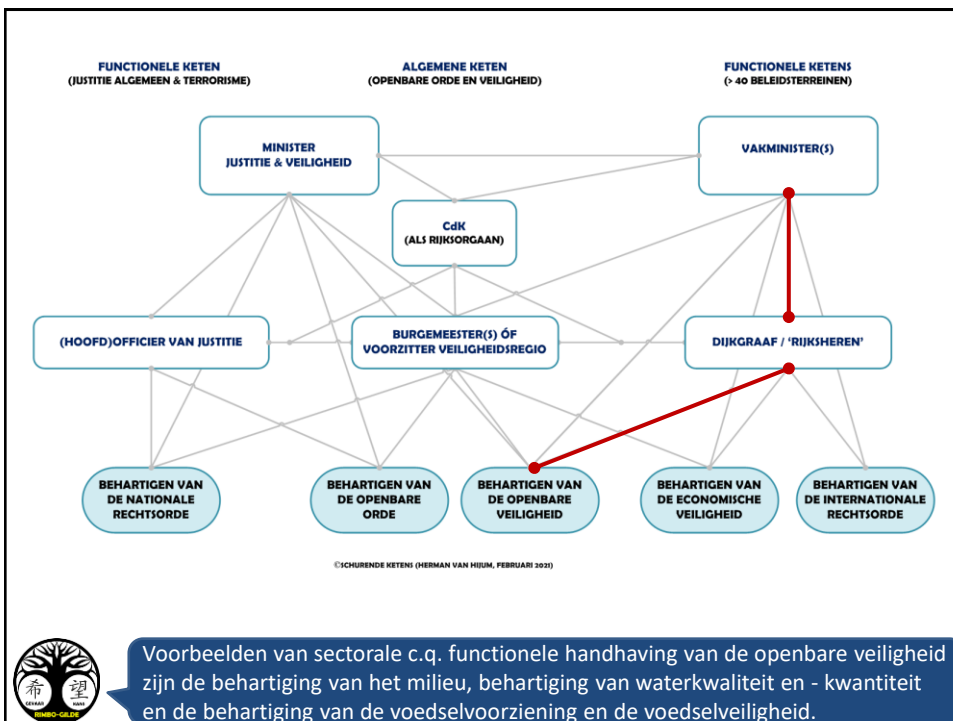 FUNCTIONELE KETEN
(JUSTITIE ALGEMEEN & TERRORISME)
ALGEMENE KETEN
(OPENBARE ORDE EN VEILIGHEID)
FUNCTIONELE KETENS
(> 40 BELEIDSTERREINEN)
MINISTER
JUSTITIE & VEILIGHEID
VAKMINISTER(S)
CdK
(ALS RIJKSORGAAN)
(HOOFD)OFFICIER VAN JUSTITIE
BURGEMEESTER(S) ÓF
VOORZITTER VEILIGHEIDSREGIO
DIJKGRAAF / 'RIJKSHEREN'
BEHARTIGEN VAN
DE NATIONALE
RECHTSORDE
BEHARTIGEN VAN
DE OPENBARE
ORDE
BEHARTIGEN VAN
DE OPENBARE
VEILIGHEID
BEHARTIGEN VAN
DE ECONOMISCHE
VEILIGHEID
BEHARTIGEN VAN
DE INTERNATIONALE
RECHTSORDE
©SCHURENDE KETENS (HERMAN VAN HIJUM, FEBRUARI 2021)
希 望
GEVAAR KANS
RIMBO-GILDE
Voorbeelden van sectorale c.q. functionele handhaving van de openbare veiligheid
zijn de behartiging van het milieu, behartiging van waterkwaliteit en - kwantiteit
en de behartiging van de voedselvoorziening en de voedselveiligheid.